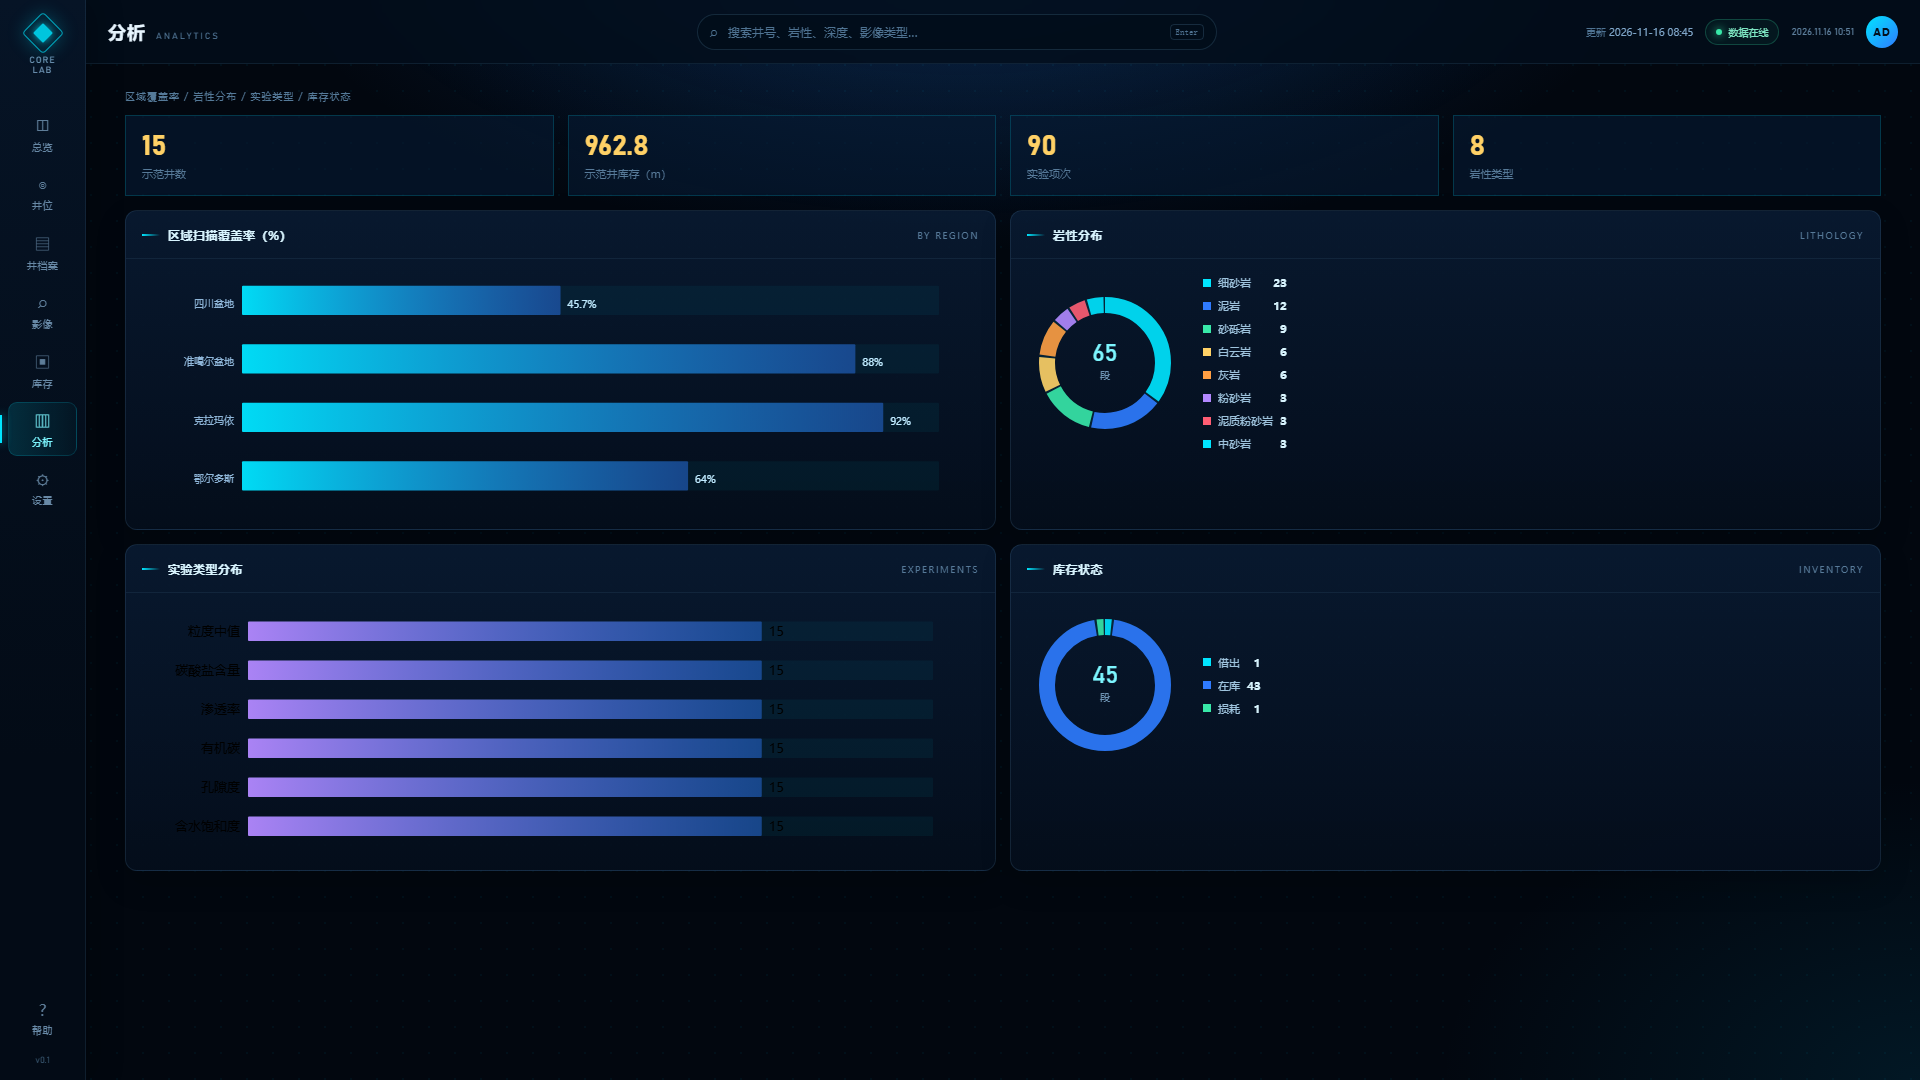 CORE
LAB
总览
井位
井档案
影像
库存
分析
设置
?
帮助
v0.1
分析 ANALYTICS
搜索井号、岩性、深度、影像类型...
Enter
更新 2026-11-16 08:45
数据在线
2026.11.16 10:51
AD
区域覆盖率 / 岩性分布 / 实验类型 / 库存状态
15
示范井数
962.8
示范井库存（m）
90
实验项次
8
岩性类型
区域扫描覆盖率（%）
BY REGION
四川盆地 45.7%
准噶尔盆地 88%
克拉玛依 92%
鄂尔多斯 64%
岩性分布
LITHOLOGY
65
段
细砂岩 23
泥岩 12
砂砾岩 9
白云岩 6
灰岩 6
粉砂岩 3
泥质粉砂岩 3
中砂岩 3
实验类型分布
EXPERIMENTS
粒度中值 15
碳酸盐含量 15
渗透率 15
有机碳 15
孔隙度 15
含水饱和度 15
库存状态
INVENTORY
45
段
借出 1
在库 43
损耗 1